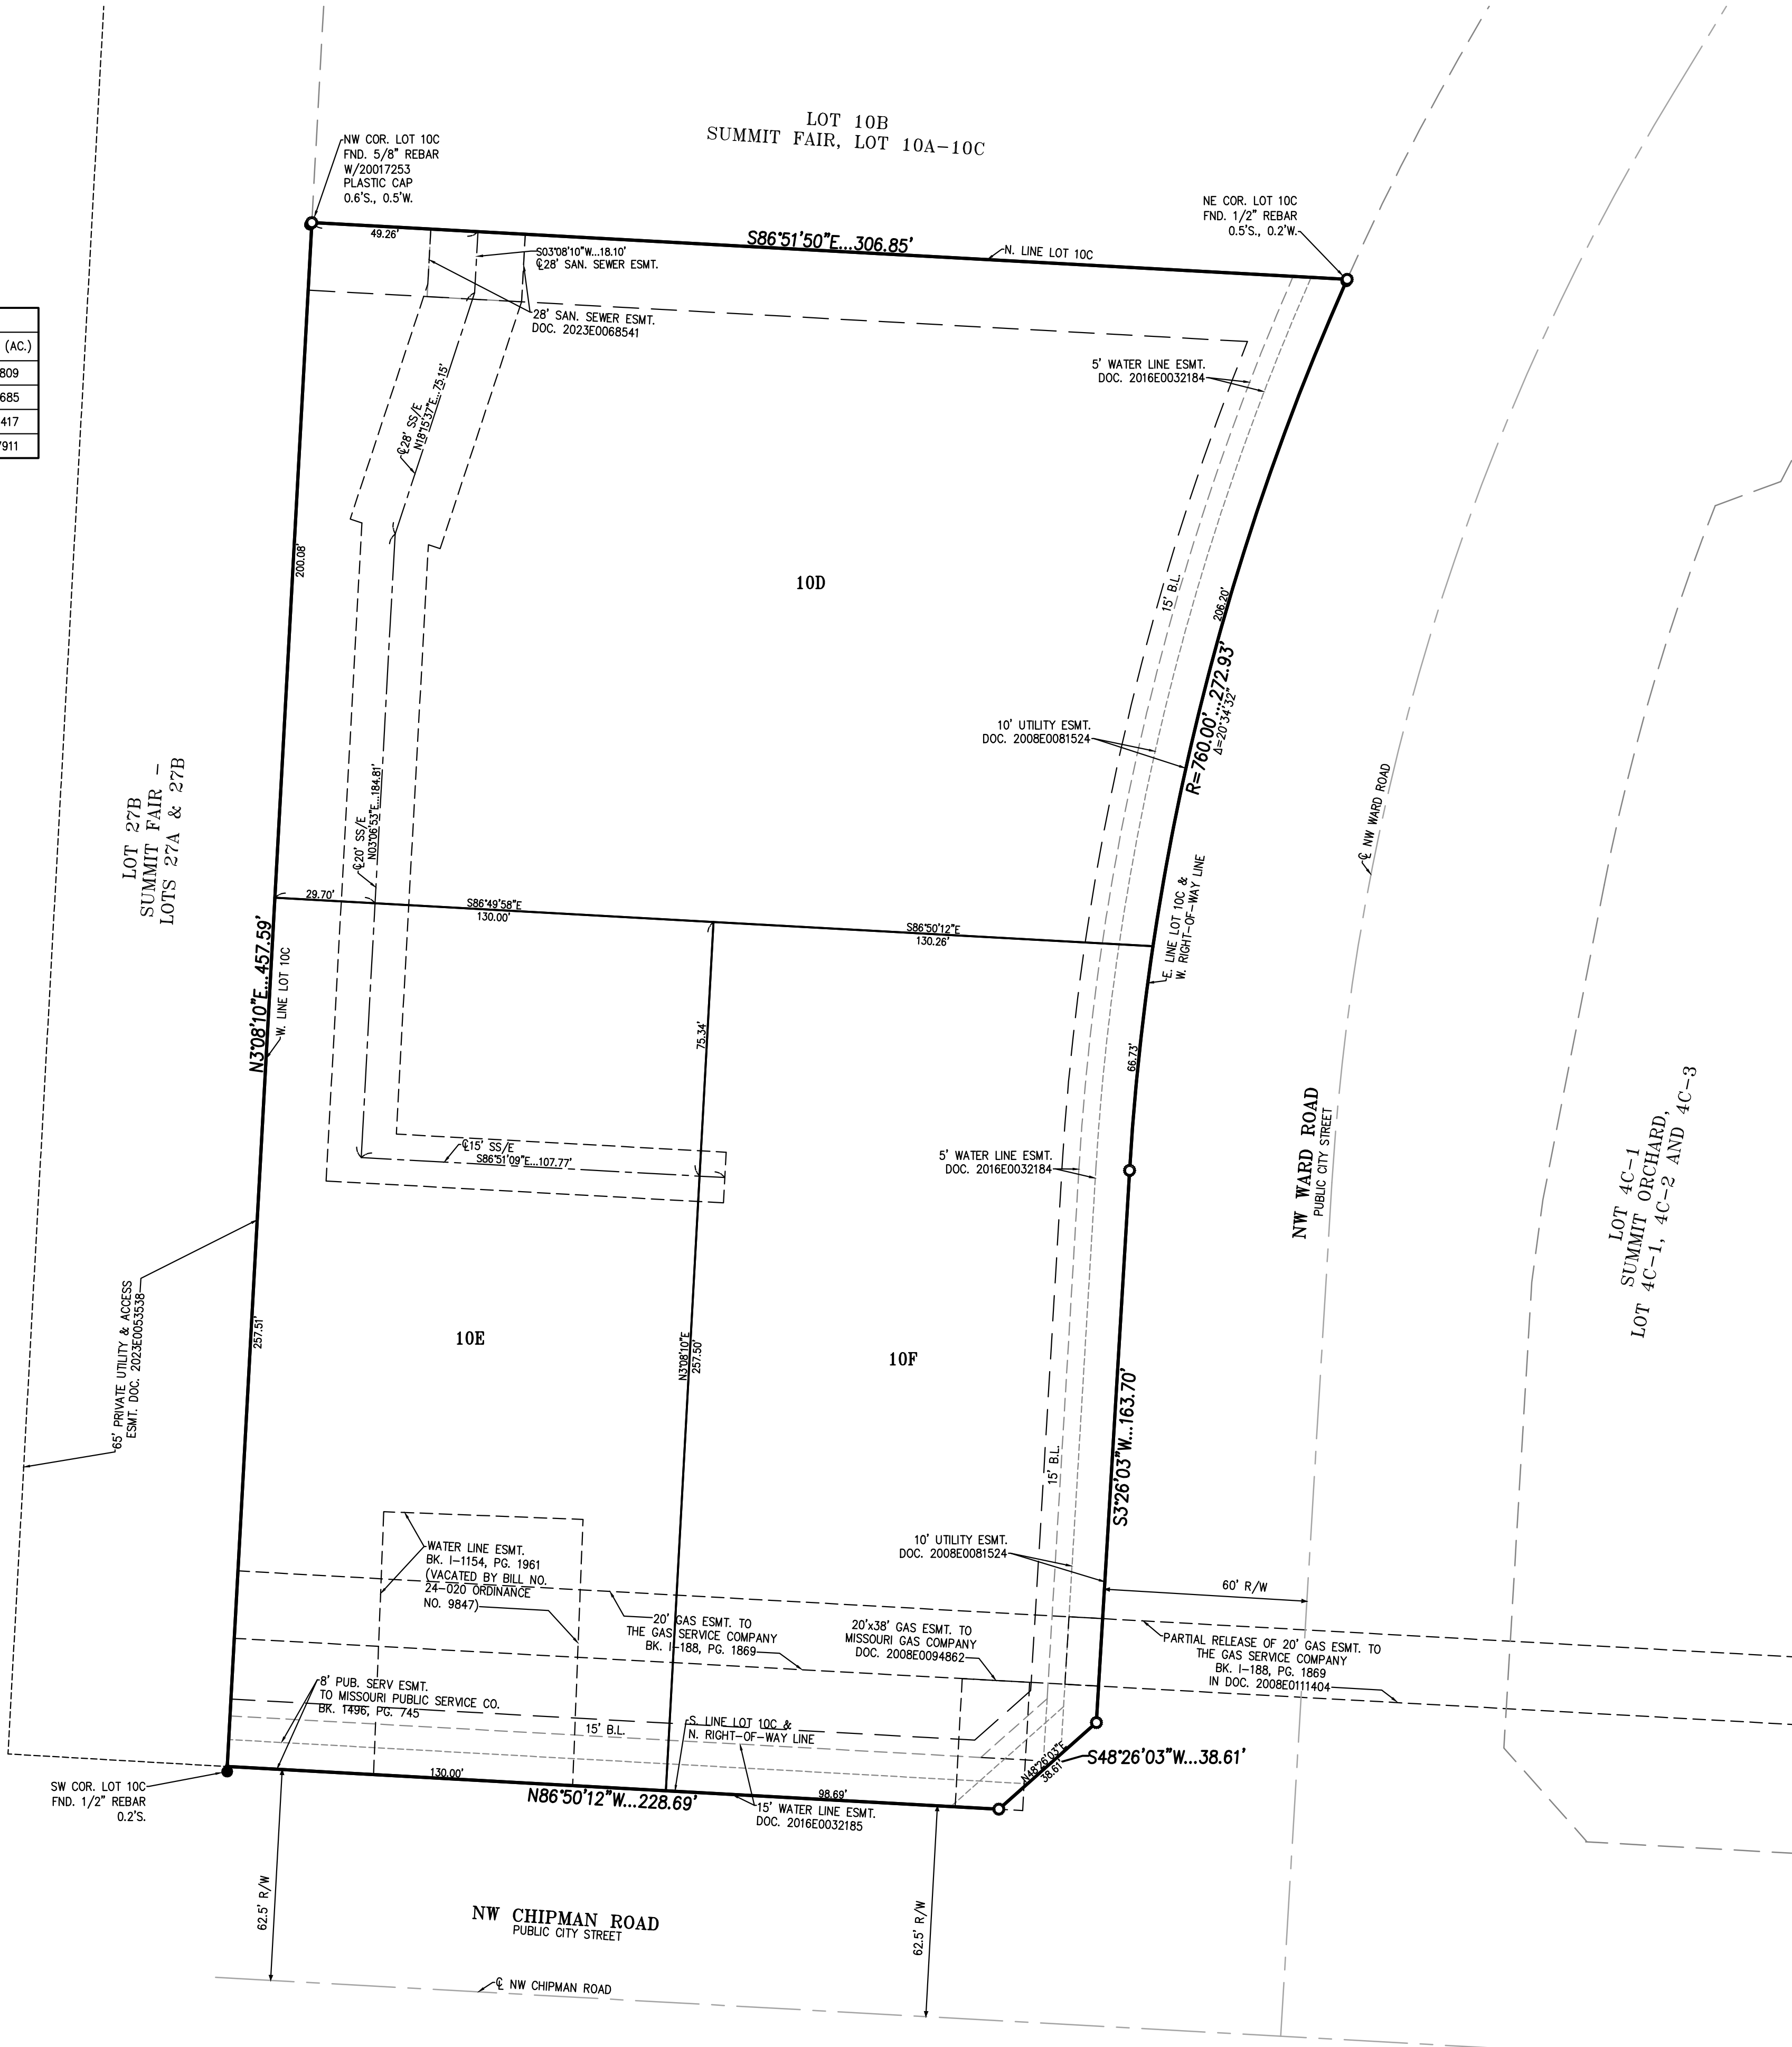 LOT 10B
SUMMIT FAIR, LOT 10A-10C
NW COR. LOT 10C
FND. 5/8" REBAR
W/20017253
PLASTIC CAP
0.6'S., 0.5'W.
NE COR. LOT 10C
FND. 1/2" REBAR
0.5'S., 0.2'W.
49.26'
S86°51'50"E...306.85'
N. LINE LOT 10C
S03°08'10"W...18.10'
℄28' SAN. SEWER ESMT.
28' SAN. SEWER ESMT.
DOC. 2023E0068541
(AC.)
809
685
417
7911
5' WATER LINE ESMT.
DOC. 2016E0032184
℄28' SS/E
N18°15'37"E...75.15'
200.08'
10D
15' B.L.
206.20'
R=760.00'...272.93'
Δ=20°34'32"
10' UTILITY ESMT.
DOC. 2008E0081524
℄ NW WARD ROAD
LOT 27B
SUMMIT FAIR -
LOTS 27A & 27B
℄20' SS/E
N03°06'53"E...184.81'
29.70'
S86°49'58"E
130.00'
S86°50'12"E
130.26'
E. LINE LOT 10C &
W. RIGHT-OF-WAY LINE
N3°08'10"E...457.59'
W. LINE LOT 10C
75.34'
66.73'
℄15' SS/E
S86°51'09"E...107.77'
5' WATER LINE ESMT.
DOC. 2016E0032184
NW WARD ROAD
PUBLIC CITY STREET
LOT 4C-1
SUMMIT ORCHARD,
LOT 4C-1, 4C-2 AND 4C-3
65' PRIVATE UTILITY & ACCESS
ESMT. DOC. 2023E0053538
257.51'
10E
N3°08'10"E
257.50'
10F
S3°26'03"W...163.70'
15' B.L.
10' UTILITY ESMT.
DOC. 2008E0081524
WATER LINE ESMT.
BK. I-1154, PG. 1961
(VACATED BY BILL NO.
24-020 ORDINANCE
NO. 9847)
60' R/W
20' GAS ESMT. TO
THE GAS SERVICE COMPANY
BK. I-188, PG. 1869
20'x38' GAS ESMT. TO
MISSOURI GAS COMPANY
DOC. 2008E0094862
PARTIAL RELEASE OF 20' GAS ESMT. TO
THE GAS SERVICE COMPANY
BK. I-188, PG. 1869
IN DOC. 2008E0111404
8' PUB. SERV ESMT.
TO MISSOURI PUBLIC SERVICE CO.
BK. 1496, PG. 745
15' B.L.
S. LINE LOT 10C &
N. RIGHT-OF-WAY LINE
N48°26'03"E
38.61'
S48°26'03"W...38.61'
SW COR. LOT 10C
FND. 1/2" REBAR
0.2'S.
130.00'
N86°50'12"W...228.69'
98.69'
15' WATER LINE ESMT.
DOC. 2016E0032185
62.5' R/W
62.5' R/W
NW CHIPMAN ROAD
PUBLIC CITY STREET
℄ NW CHIPMAN ROAD